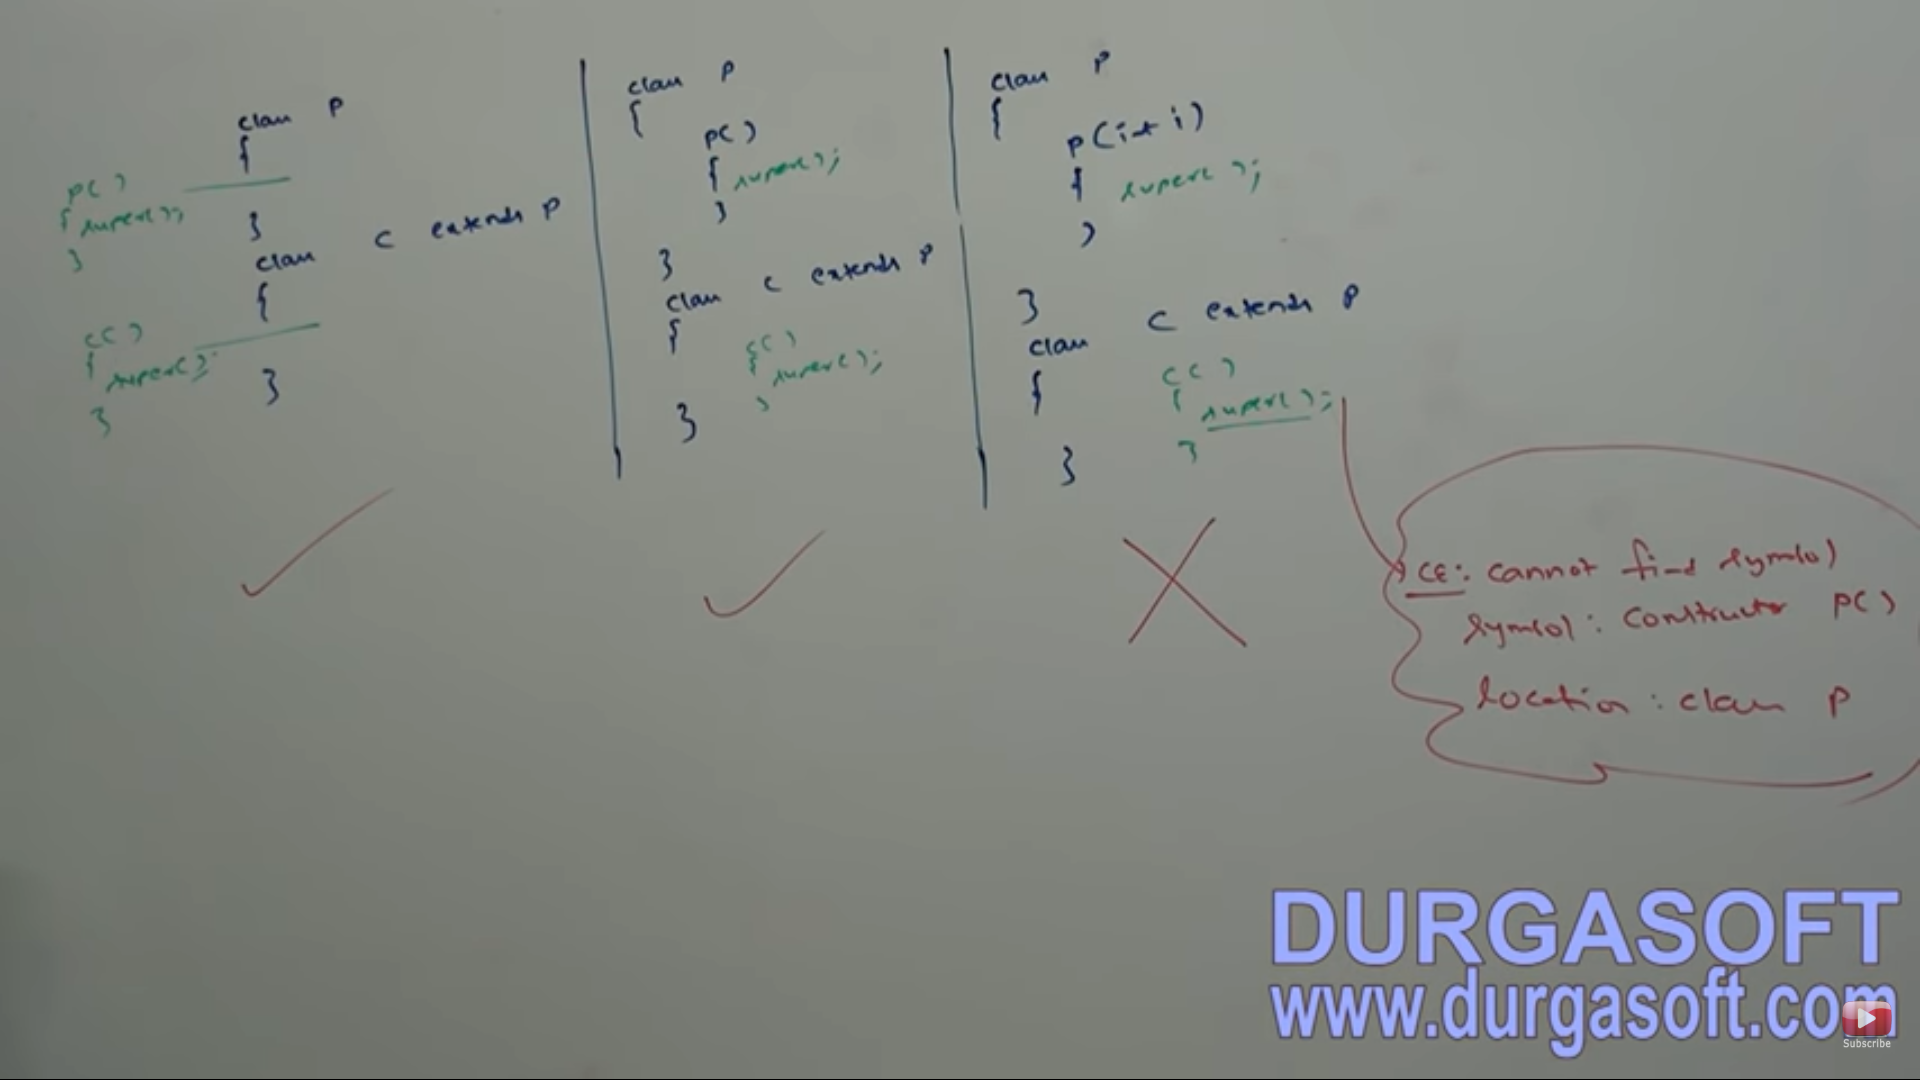 class P
{
P()
{ super();
}
}
class C extends P
{
C()
{ super();
}
}
class P
{
P()
{ super();
}
}
class C extends P
{
C()
{ super();
}
}
class P
{
P(int i)
{ super();
}
}
class C extends P
{
C()
{ super();
}
}
CE: cannot find symbol
symbol: constructor P()
location: class P
DURGASOFT
www.durgasoft.com
Subscribe